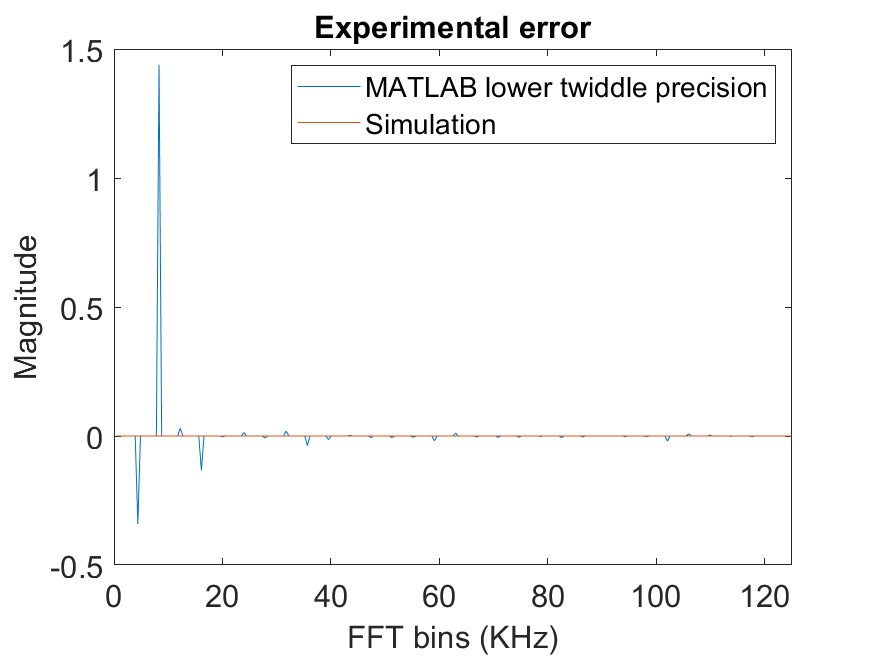 Experimental error
1.5
MATLAB lower twiddle precision
Simulation
1
0.5
0
-0.5
Magnitude
0 20 40 60 80 100 120
FFT bins (KHz)